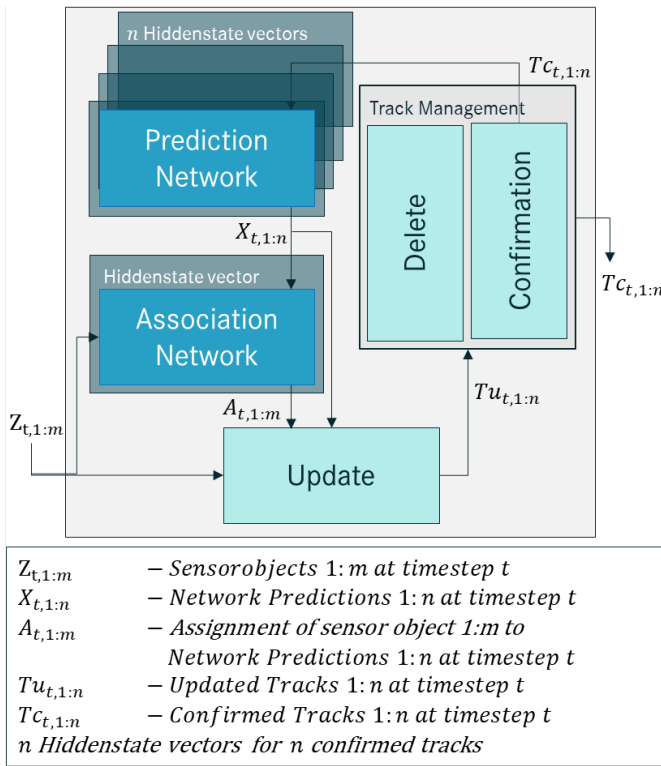 n Hiddenstate vectors
Tc_{t,1:n}
Track Management
Prediction
Network
Delete
Confirmation
X_{t,1:n}
Hiddenstate vector
Tc_{t,1:n}
Association
Network
A_{t,1:m}
Tu_{t,1:n}
Z_{t,1:m}
Update
Z_{t,1:m} – Sensorobjects 1: m at timestep t
X_{t,1:n} – Network Predictions 1: n at timestep t
A_{t,1:m} – Assignment of sensor object 1:m to
Network Predictions 1: n at timestep t
Tu_{t,1:n} – Updated Tracks 1: n at timestep t
Tc_{t,1:n} – Confirmed Tracks 1: n at timestep t
n Hiddenstate vectors for n confirmed tracks